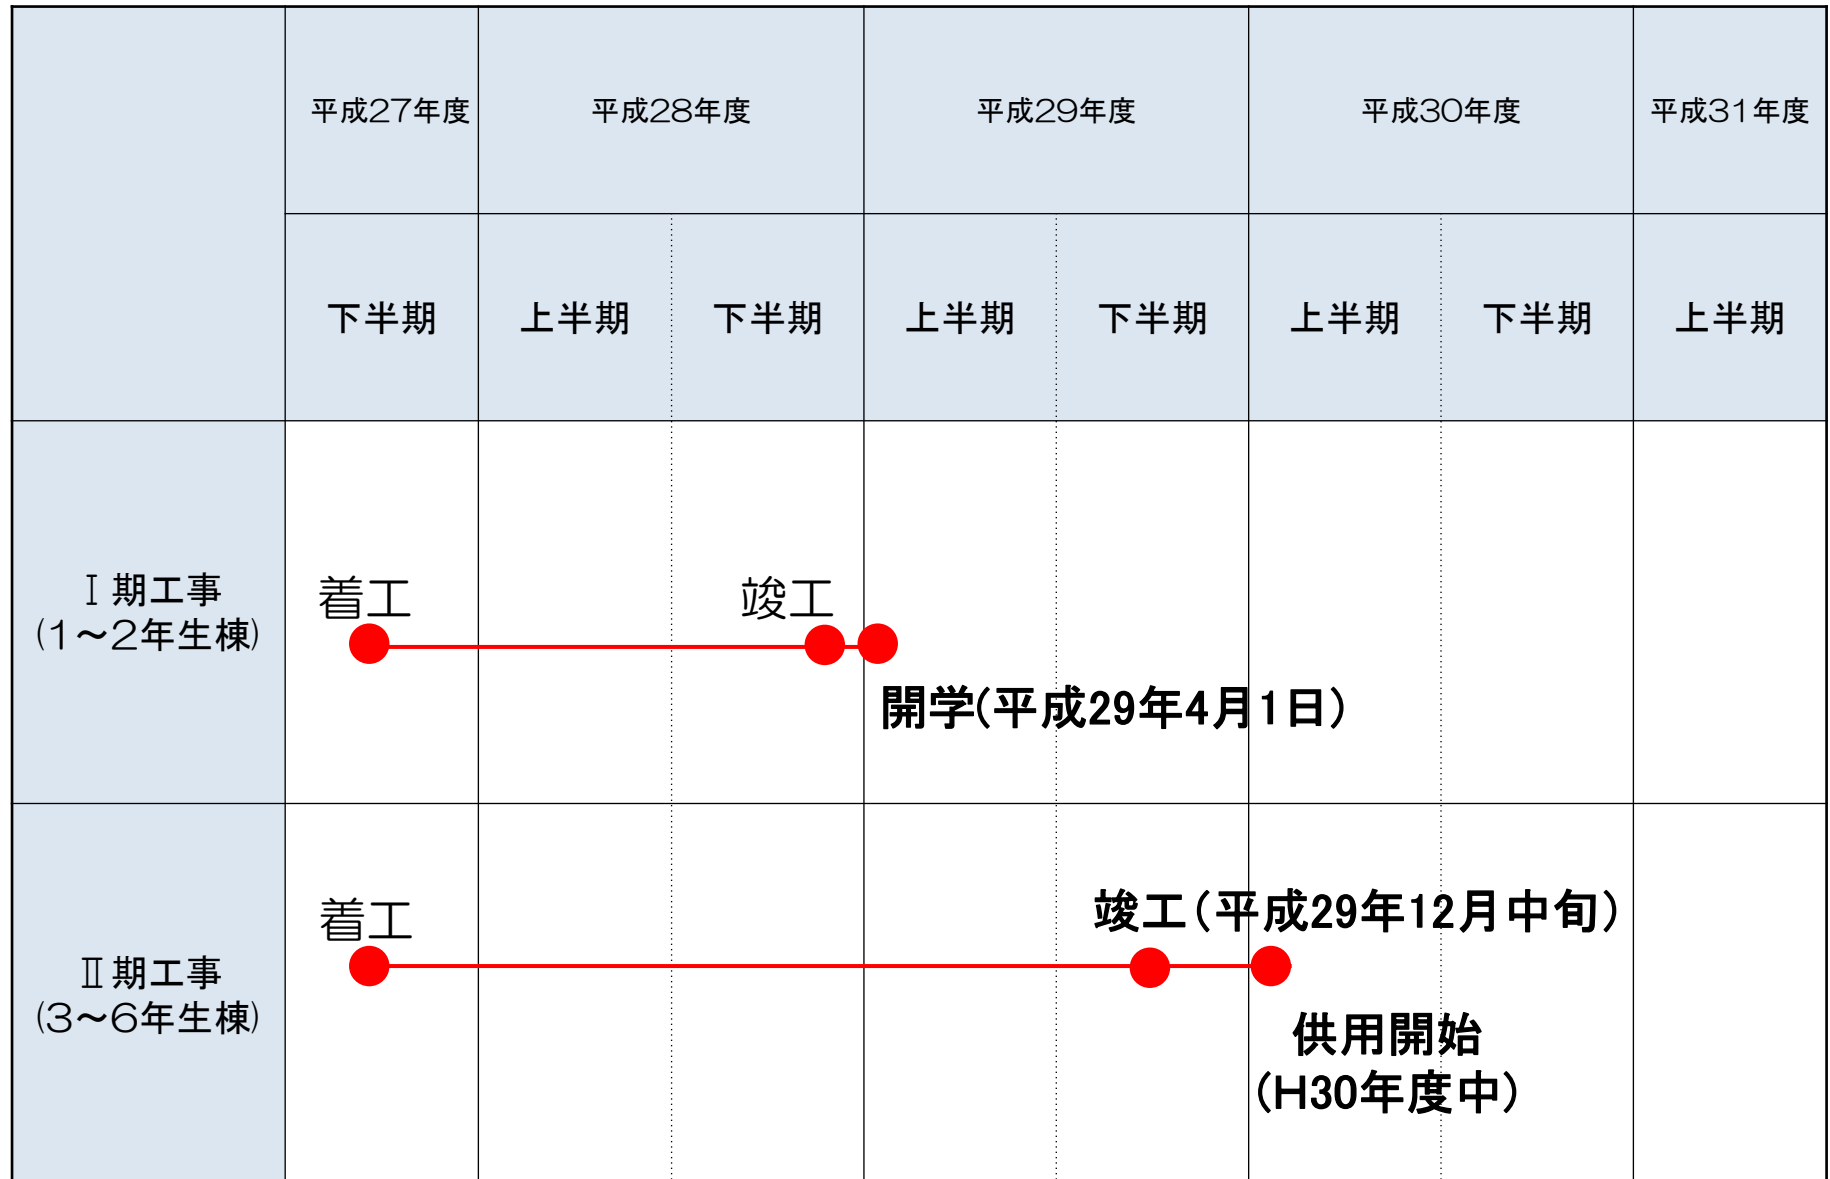 平成27年度 平成28年度 平成29年度 平成30年度 平成31年度
下半期 上半期 下半期 上半期 下半期 上半期 下半期 上半期
Ⅰ期工事
(1〜2年生棟)
着工 竣工
開学(平成29年4月1日)
Ⅱ期工事
(3〜6年生棟)
着工
竣工(平成29年12月中旬)
供用開始
(H30年度中)